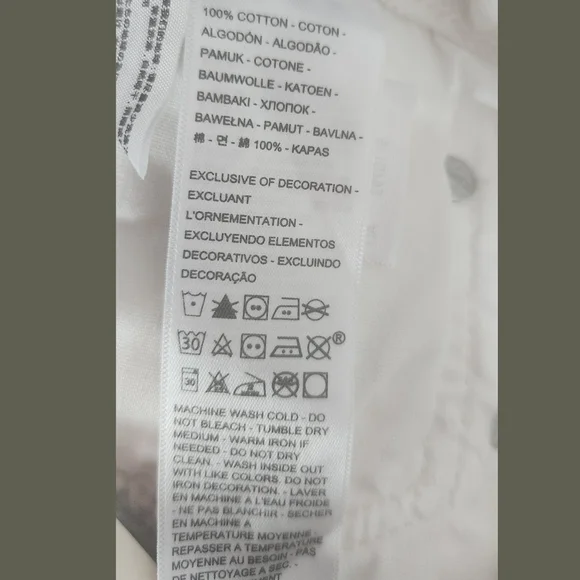 100% COTTON - COTON -
ALGODÓN - ALGODÃO -
PAMUK - COTONE -
BAUMWOLLE - KATOEN -
BAMBAKI - ХЛОПОК -
BAWEŁNA - PAMUT - BAVLNA -
棉 - 면 - 綿 100% - KAPAS
EXCLUSIVE OF DECORATION -
EXCLUANT
L'ORNEMENTATION -
EXCLUYENDO ELEMENTOS
DECORATIVOS - EXCLUINDO
DECORAÇÃO
30 ®
30
MACHINE WASH COLD - DO
NOT BLEACH - TUMBLE DRY
MEDIUM - WARM IRON IF
NEEDED - DO NOT DRY
CLEAN. - WASH INSIDE OUT
WITH LIKE COLORS. DO NOT
IRON DECORATION. - LAVER
EN MACHINE A L'EAU FROIDE
- NE PAS BLANCHIR - SECHER
EN MACHINE A
TEMPERATURE MOYENNE -
REPASSER A TEMPERATURE
MOYENNE AU BESOIN - PAS
DE NETTOYAGE A SEC. -